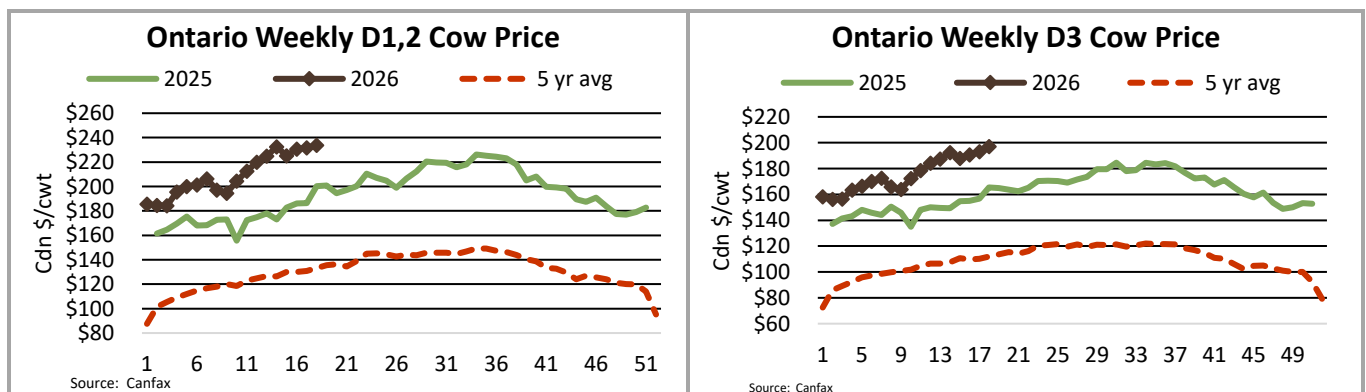 Ontario Weekly D1,2 Cow Price
2025 2026 5 yr avg
Cdn $/cwt
$260
$240
$220
$200
$180
$160
$140
$120
$100
$80
1 6 11 16 21 26 31 36 41 46 51
Source: Canfax
Ontario Weekly D3 Cow Price
2025 2026 5 yr avg
Cdn $/cwt
$220
$200
$180
$160
$140
$120
$100
$80
$60
1 5 9 13 17 21 25 29 33 37 41 45 49
Source: Canfax